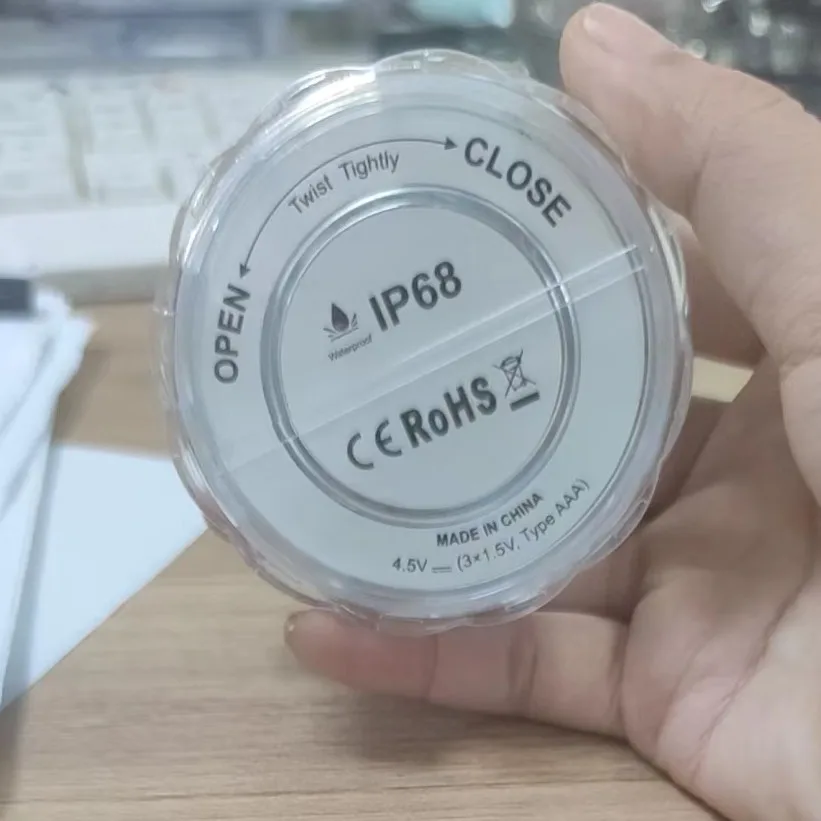 Twist Tightly
OPEN
CLOSE
IP68
Waterproof
CE RoHS
MADE IN CHINA
4.5V⎓(3×1.5V, Type AAA)